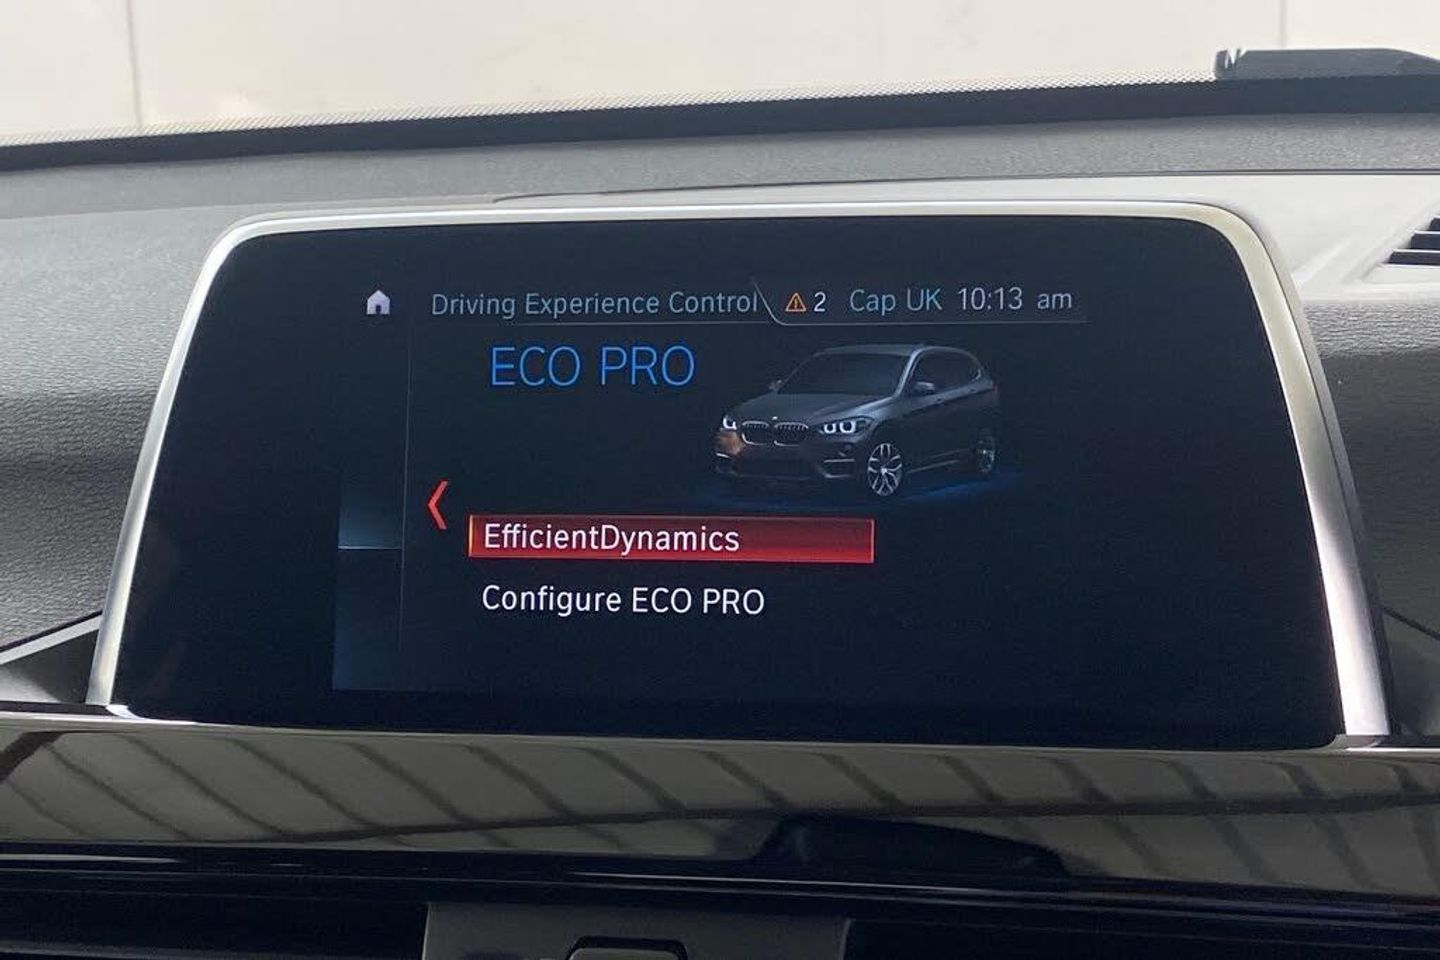 Driving Experience Control 2 Cap UK 10:13 am
ECO PRO
EfficientDynamics
Configure ECO PRO